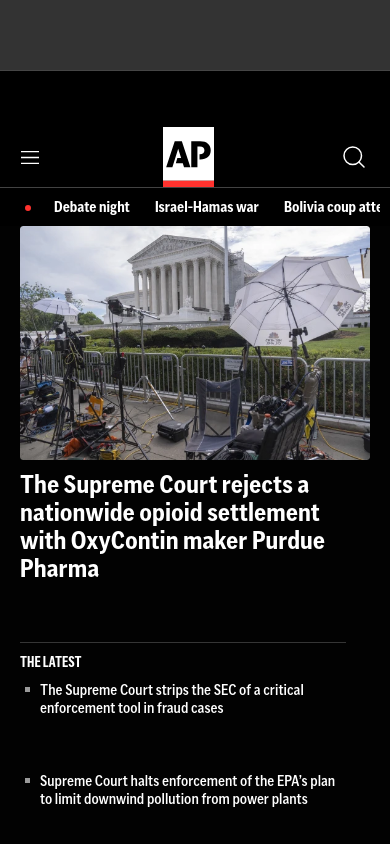 AP
Debate night Israel-Hamas war Bolivia coup atte
The Supreme Court rejects a
nationwide opioid settlement
with OxyContin maker Purdue
Pharma
THE LATEST
The Supreme Court strips the SEC of a critical
enforcement tool in fraud cases
Supreme Court halts enforcement of the EPA's plan
to limit downwind pollution from power plants